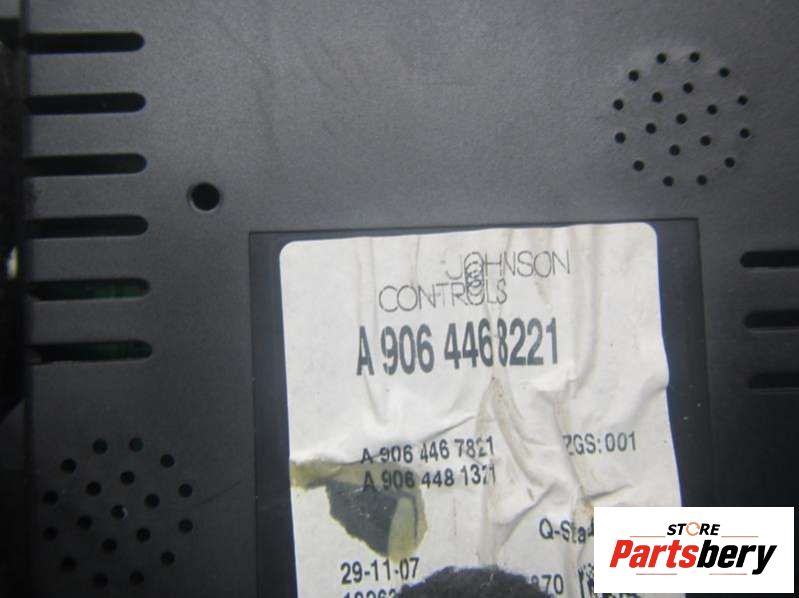 JOHNSON
CONTROLS
A 906 4468221
A 906 446 7821 ZGS: 001
A 906 448 1321
29-11-07
STORE
Partsbery